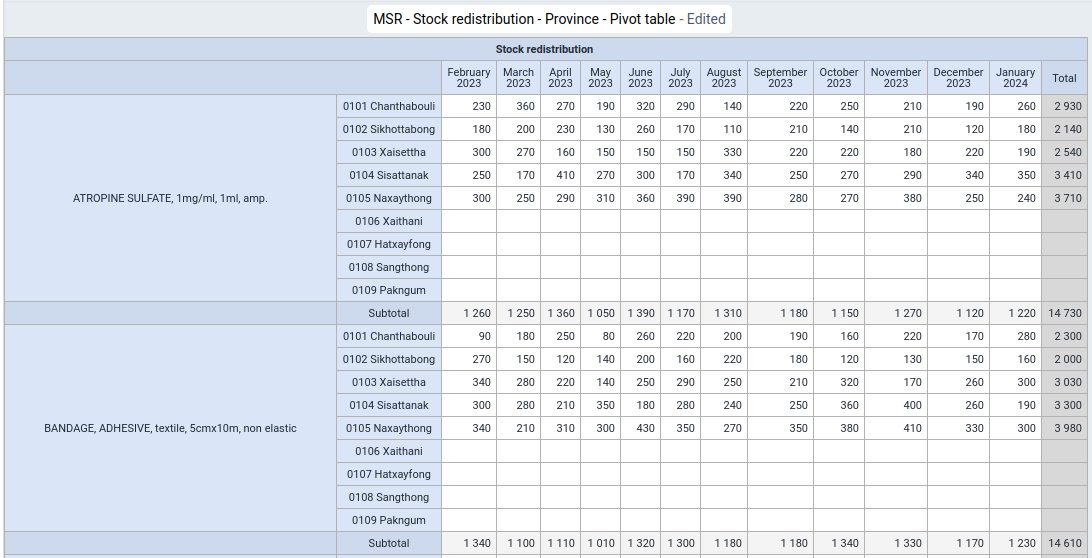 MSR - Stock redistribution - Province - Pivot table - Edited
Stock redistribution
February 2023 March 2023 April 2023 May 2023 June 2023 July 2023 August 2023 September 2023 October 2023 November 2023 December 2023 January 2024 Total
ATROPINE SULFATE, 1mg/ml, 1ml, amp.
0101 Chanthabouli 230 360 270 190 320 290 140 220 250 210 190 260 2 930
0102 Sikhottabong 180 200 230 130 260 170 110 210 140 210 120 180 2 140
0103 Xaisettha 300 270 160 150 150 150 330 220 220 180 220 190 2 540
0104 Sisattanak 250 170 410 270 300 170 340 250 270 290 340 350 3 410
0105 Naxaythong 300 250 290 310 360 390 390 280 270 380 250 240 3 710
0106 Xaithani
0107 Hatxayfong
0108 Sangthong
0109 Pakngum
Subtotal 1 260 1 250 1 360 1 050 1 390 1 170 1 310 1 180 1 150 1 270 1 120 1 220 14 730
BANDAGE, ADHESIVE, textile, 5cmx10m, non elastic
0101 Chanthabouli 90 180 250 80 260 220 200 190 160 220 170 280 2 300
0102 Sikhottabong 270 150 120 140 200 160 220 180 120 130 150 160 2 000
0103 Xaisettha 340 280 220 140 250 290 250 210 320 170 260 300 3 030
0104 Sisattanak 300 280 210 350 180 280 240 250 360 400 260 190 3 300
0105 Naxaythong 340 210 310 300 430 350 270 350 380 410 330 300 3 980
0106 Xaithani
0107 Hatxayfong
0108 Sangthong
0109 Pakngum
Subtotal 1 340 1 100 1 110 1 010 1 320 1 300 1 180 1 180 1 340 1 330 1 170 1 230 14 610